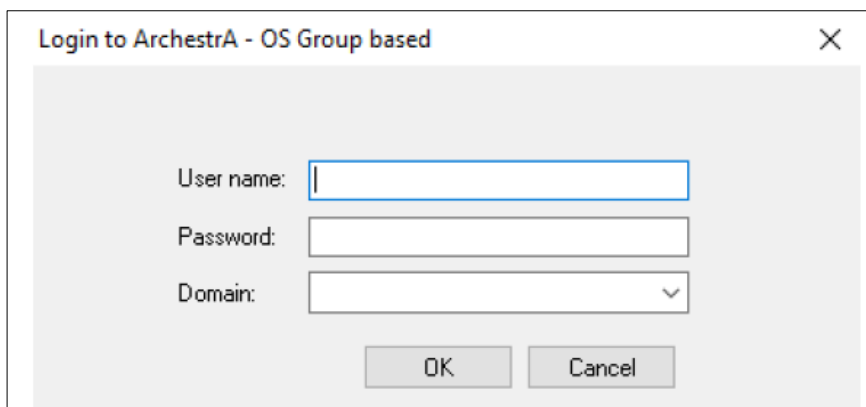 Login to ArchestrA - OS Group based
User name:
Password:
Domain:
OK Cancel